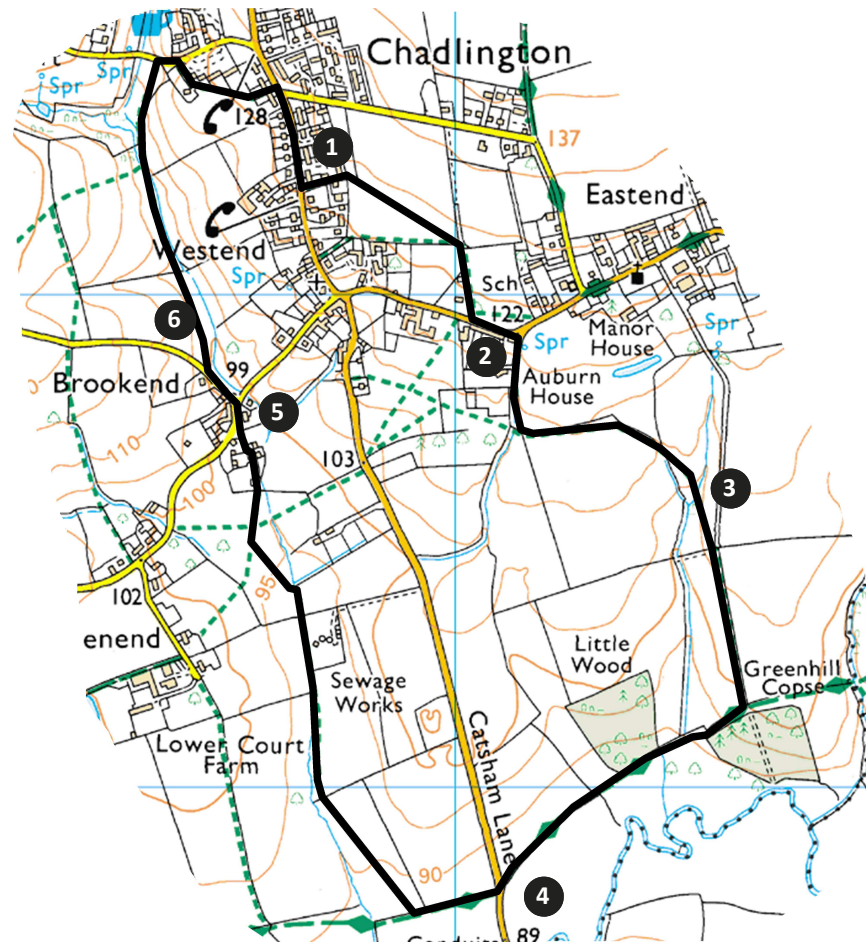 Chadlington
t
Spr
Spr
128
1
137
Eastend
Westend
Spr
Sch
122
6
2
Spr
Manor
House
Spr
99
Brookend
Auburn
House
5
110
103
3
100
95
102
enend
Little
Wood
Greenhill
Copse
Sewage
Works
Lower Court
Farm
Catsham Lane
90
4
89